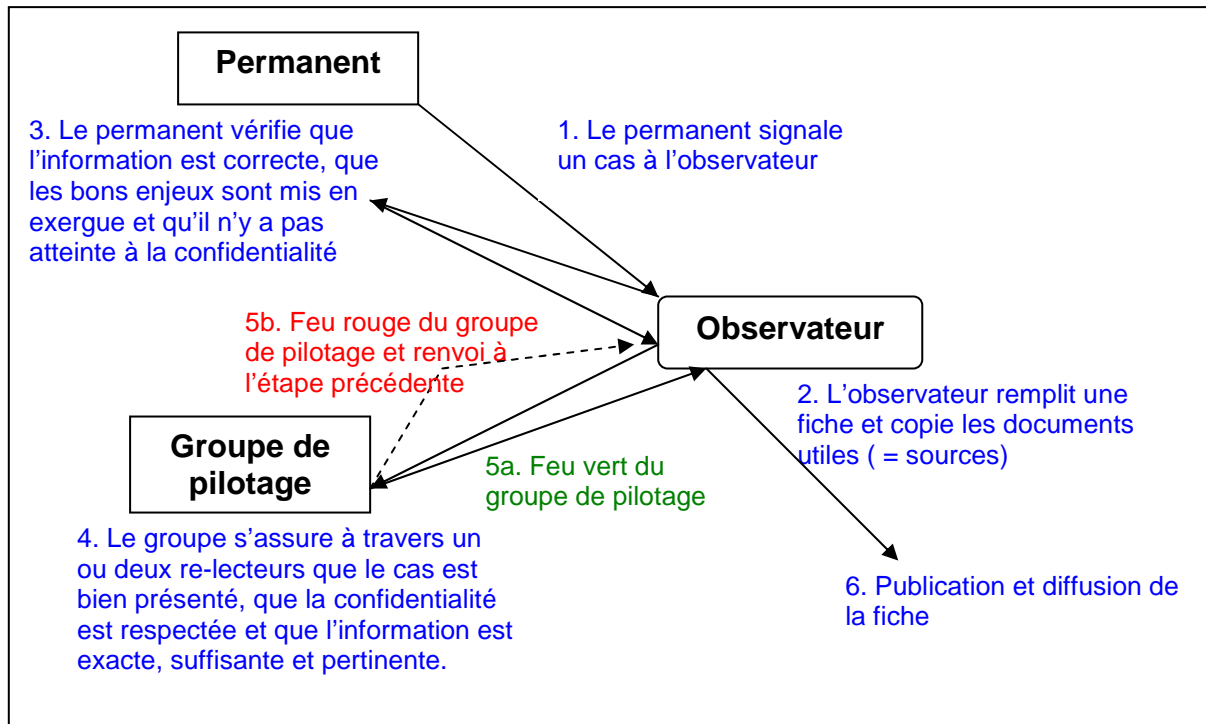 Permanent
3. Le permanent vérifie que
l’information est correcte, que
les bons enjeux sont mis en
exergue et qu’il n’y a pas
atteinte à la confidentialité
1. Le permanent signale
un cas à l’observateur
5b. Feu rouge du groupe
de pilotage et renvoi à
l’étape précédente
Observateur
2. L’observateur remplit une
fiche et copie les documents
utiles ( = sources)
Groupe de
pilotage
5a. Feu vert du
groupe de pilotage
4. Le groupe s’assure à travers un
ou deux re-lecteurs que le cas est
bien présenté, que la confidentialité
est respectée et que l’information est
exacte, suffisante et pertinente.
6. Publication et diffusion de
la fiche